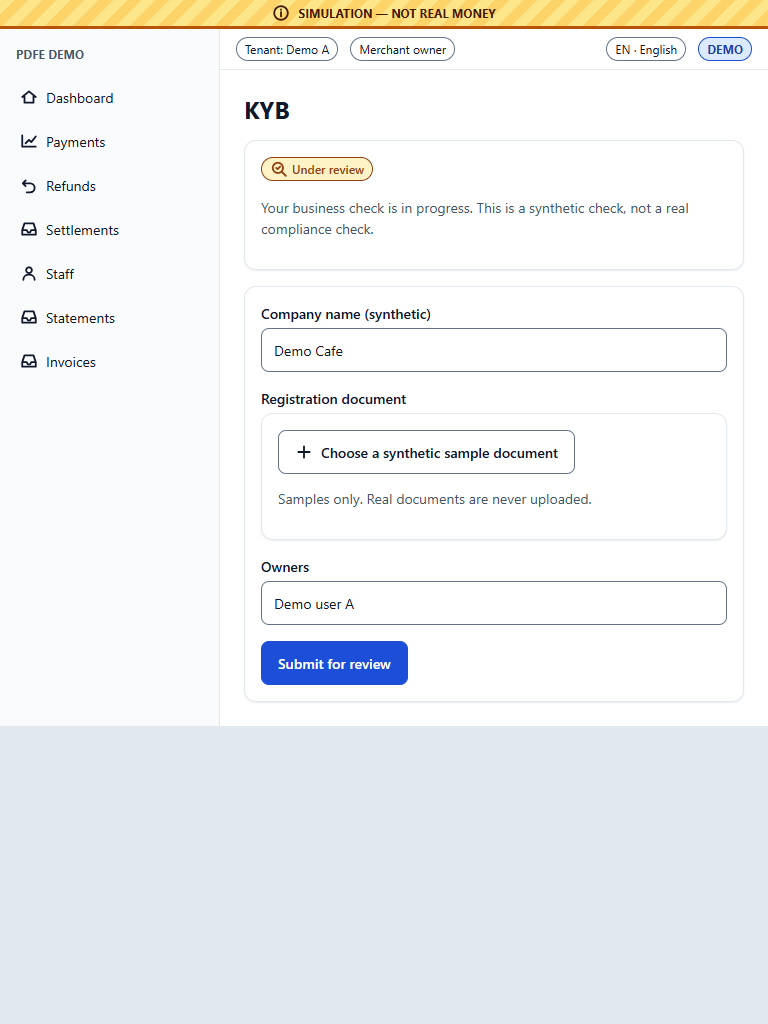 SIMULATION — NOT REAL MONEY
PDFE DEMO
Tenant: Demo A
Merchant owner
EN · English
DEMO
Dashboard
Payments
Refunds
Settlements
Staff
Statements
Invoices
KYB
Under review
Your business check is in progress. This is a synthetic check, not a real
compliance check.
Company name (synthetic)
Demo Cafe
Registration document
Choose a synthetic sample document
Samples only. Real documents are never uploaded.
Owners
Demo user A
Submit for review